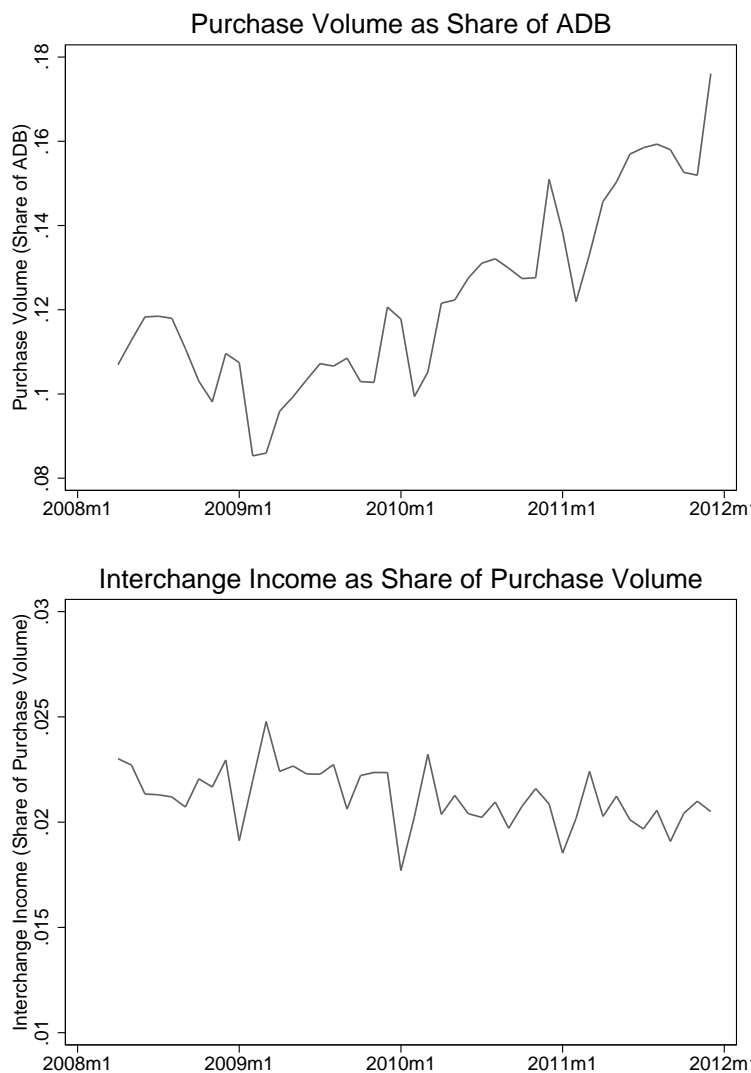 Purchase Volume as Share of ADB
Purchase Volume (Share of ADB)
.18
.16
.14
.12
.1
.08
2008m1 2009m1 2010m1 2011m1 2012m1
Interchange Income as Share of Purchase Volume
Interchange Income (Share of Purchase Volume)
.03
.025
.02
.015
.01
2008m1 2009m1 2010m1 2011m1 2012m1